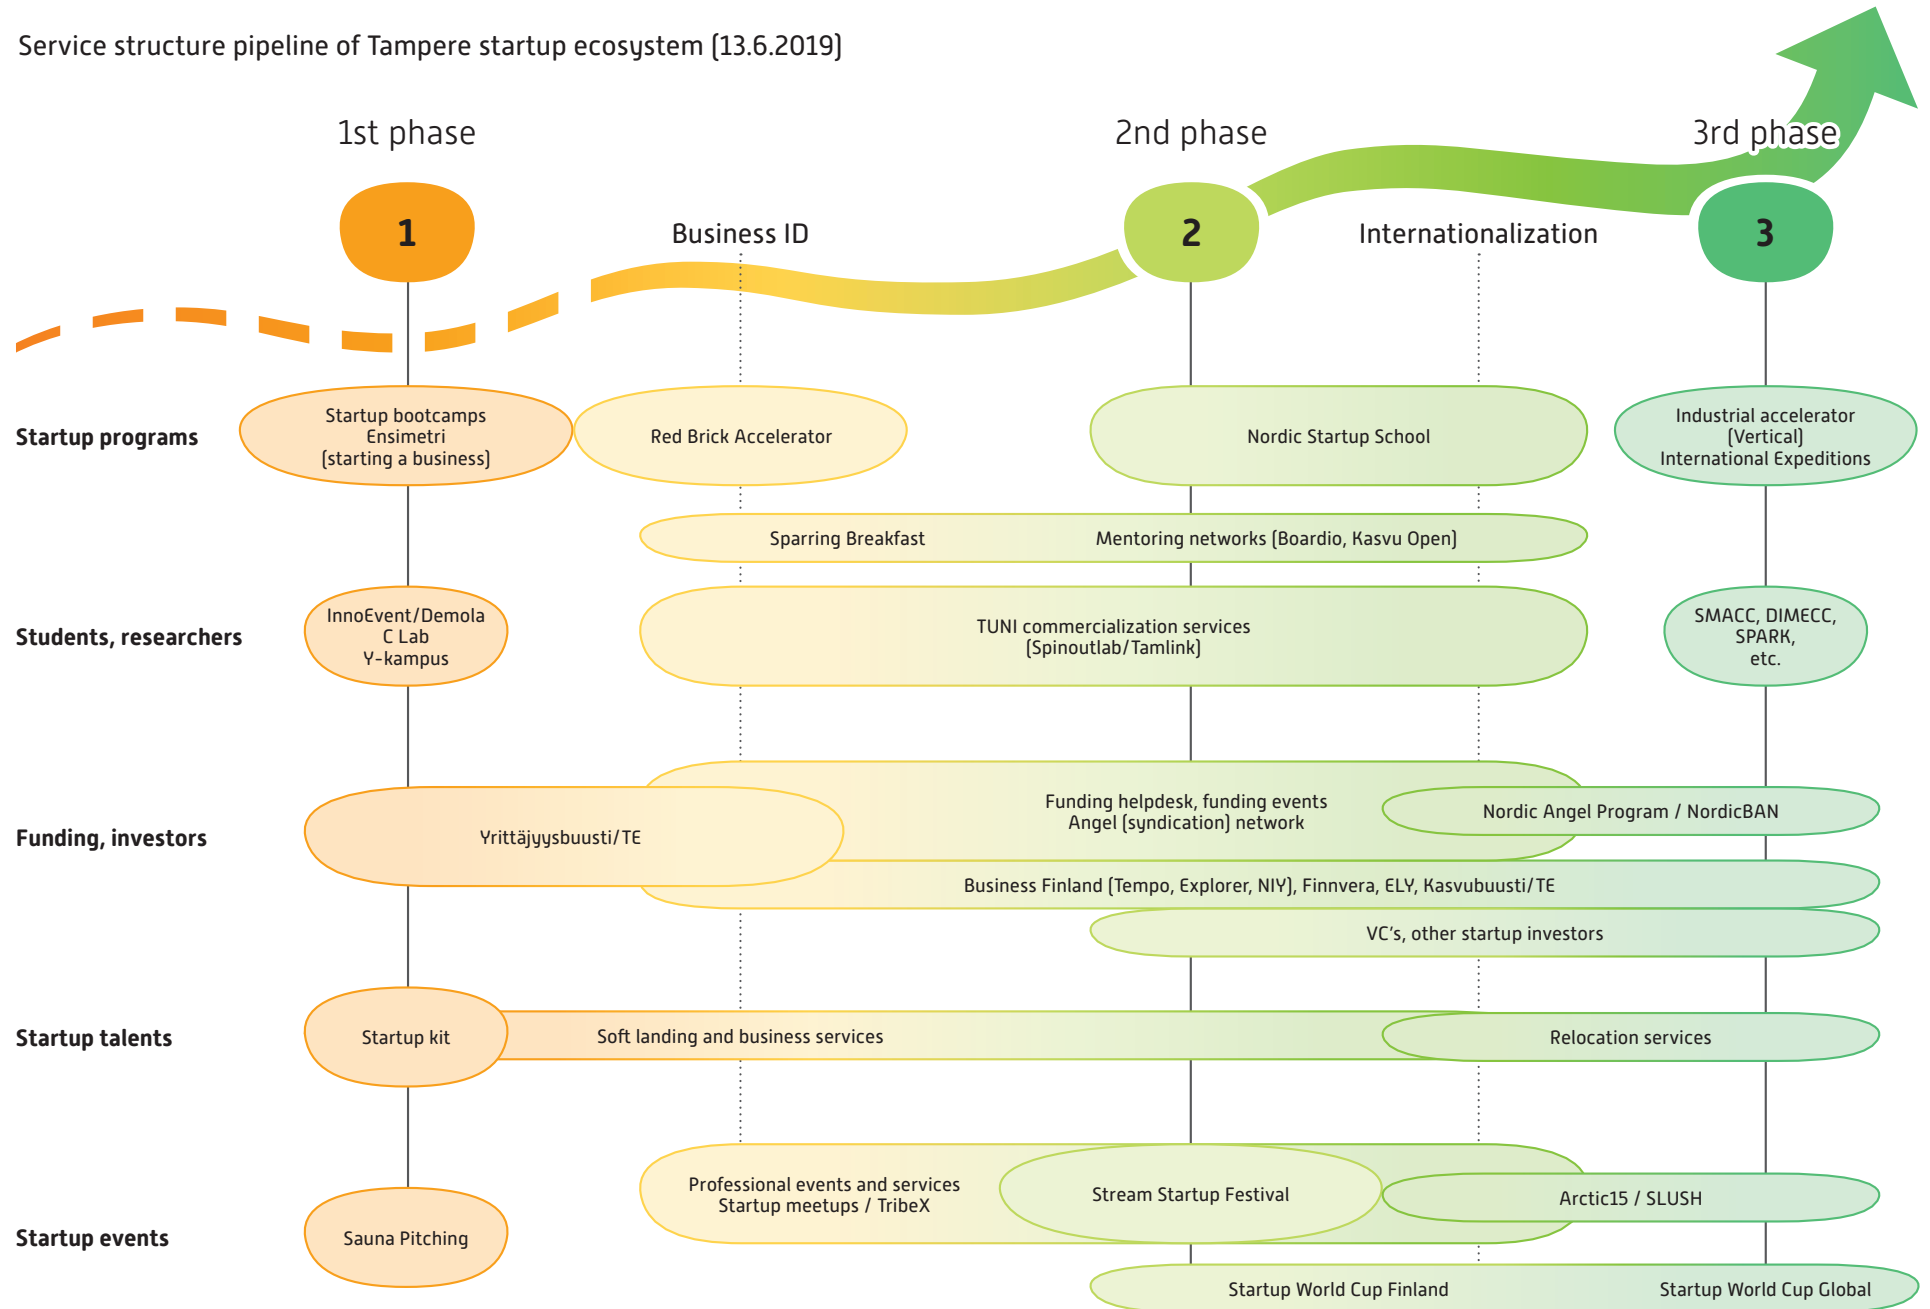 Service structure pipeline of Tampere startup ecosystem (13.6.2019)
1st phase
2nd phase
3rd phase
1
Business ID
2
Internationalization
3
Startup programs
Startup bootcamps
Ensimetri
(starting a business)
Red Brick Accelerator
Nordic Startup School
Industrial accelerator
(Vertical)
International Expeditions
Sparring Breakfast
Mentoring networks (Boardio, Kasvu Open)
Students, researchers
InnoEvent/Demola
C Lab
Y-kampus
TUNI commercialization services
(Spinoutlab/Tamlink)
SMACC, DIMECC,
SPARK,
etc.
Funding, investors
Yrittäjyysbuusti/TE
Funding helpdesk, funding events
Angel (syndication) network
Nordic Angel Program / NordicBAN
Business Finland (Tempo, Explorer, NIY), Finnvera, ELY, Kasvubuusti/TE
VC's, other startup investors
Startup talents
Startup kit
Soft landing and business services
Relocation services
Startup events
Sauna Pitching
Professional events and services
Startup meetups / TribeX
Stream Startup Festival
Arctic15 / SLUSH
Startup World Cup Finland
Startup World Cup Global